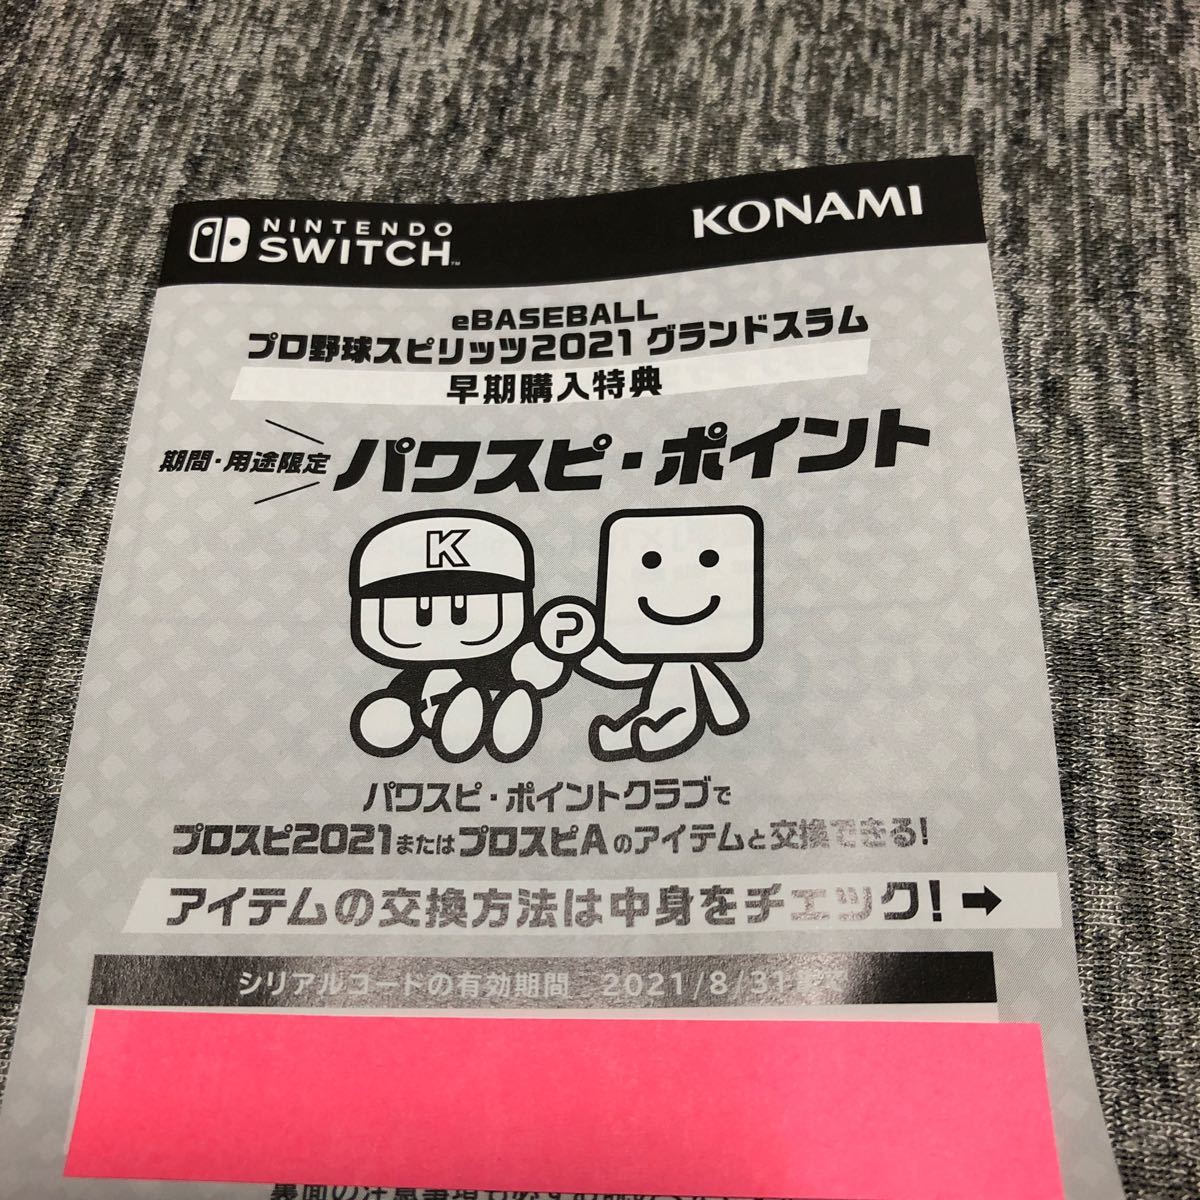 NINTENDO
SWITCH™
KONAMI
eBASEBALL
プロ野球スピリッツ2021 グランドスラム
早期購入特典
期間・用途限定
パワスピ・ポイント
K
P
パワスピ・ポイントクラブで
プロスピ2021またはプロスピAのアイテムと交換できる!
アイテムの交換方法は中身をチェック!➡
シリアルコードの有効期間 2021/8/31まで